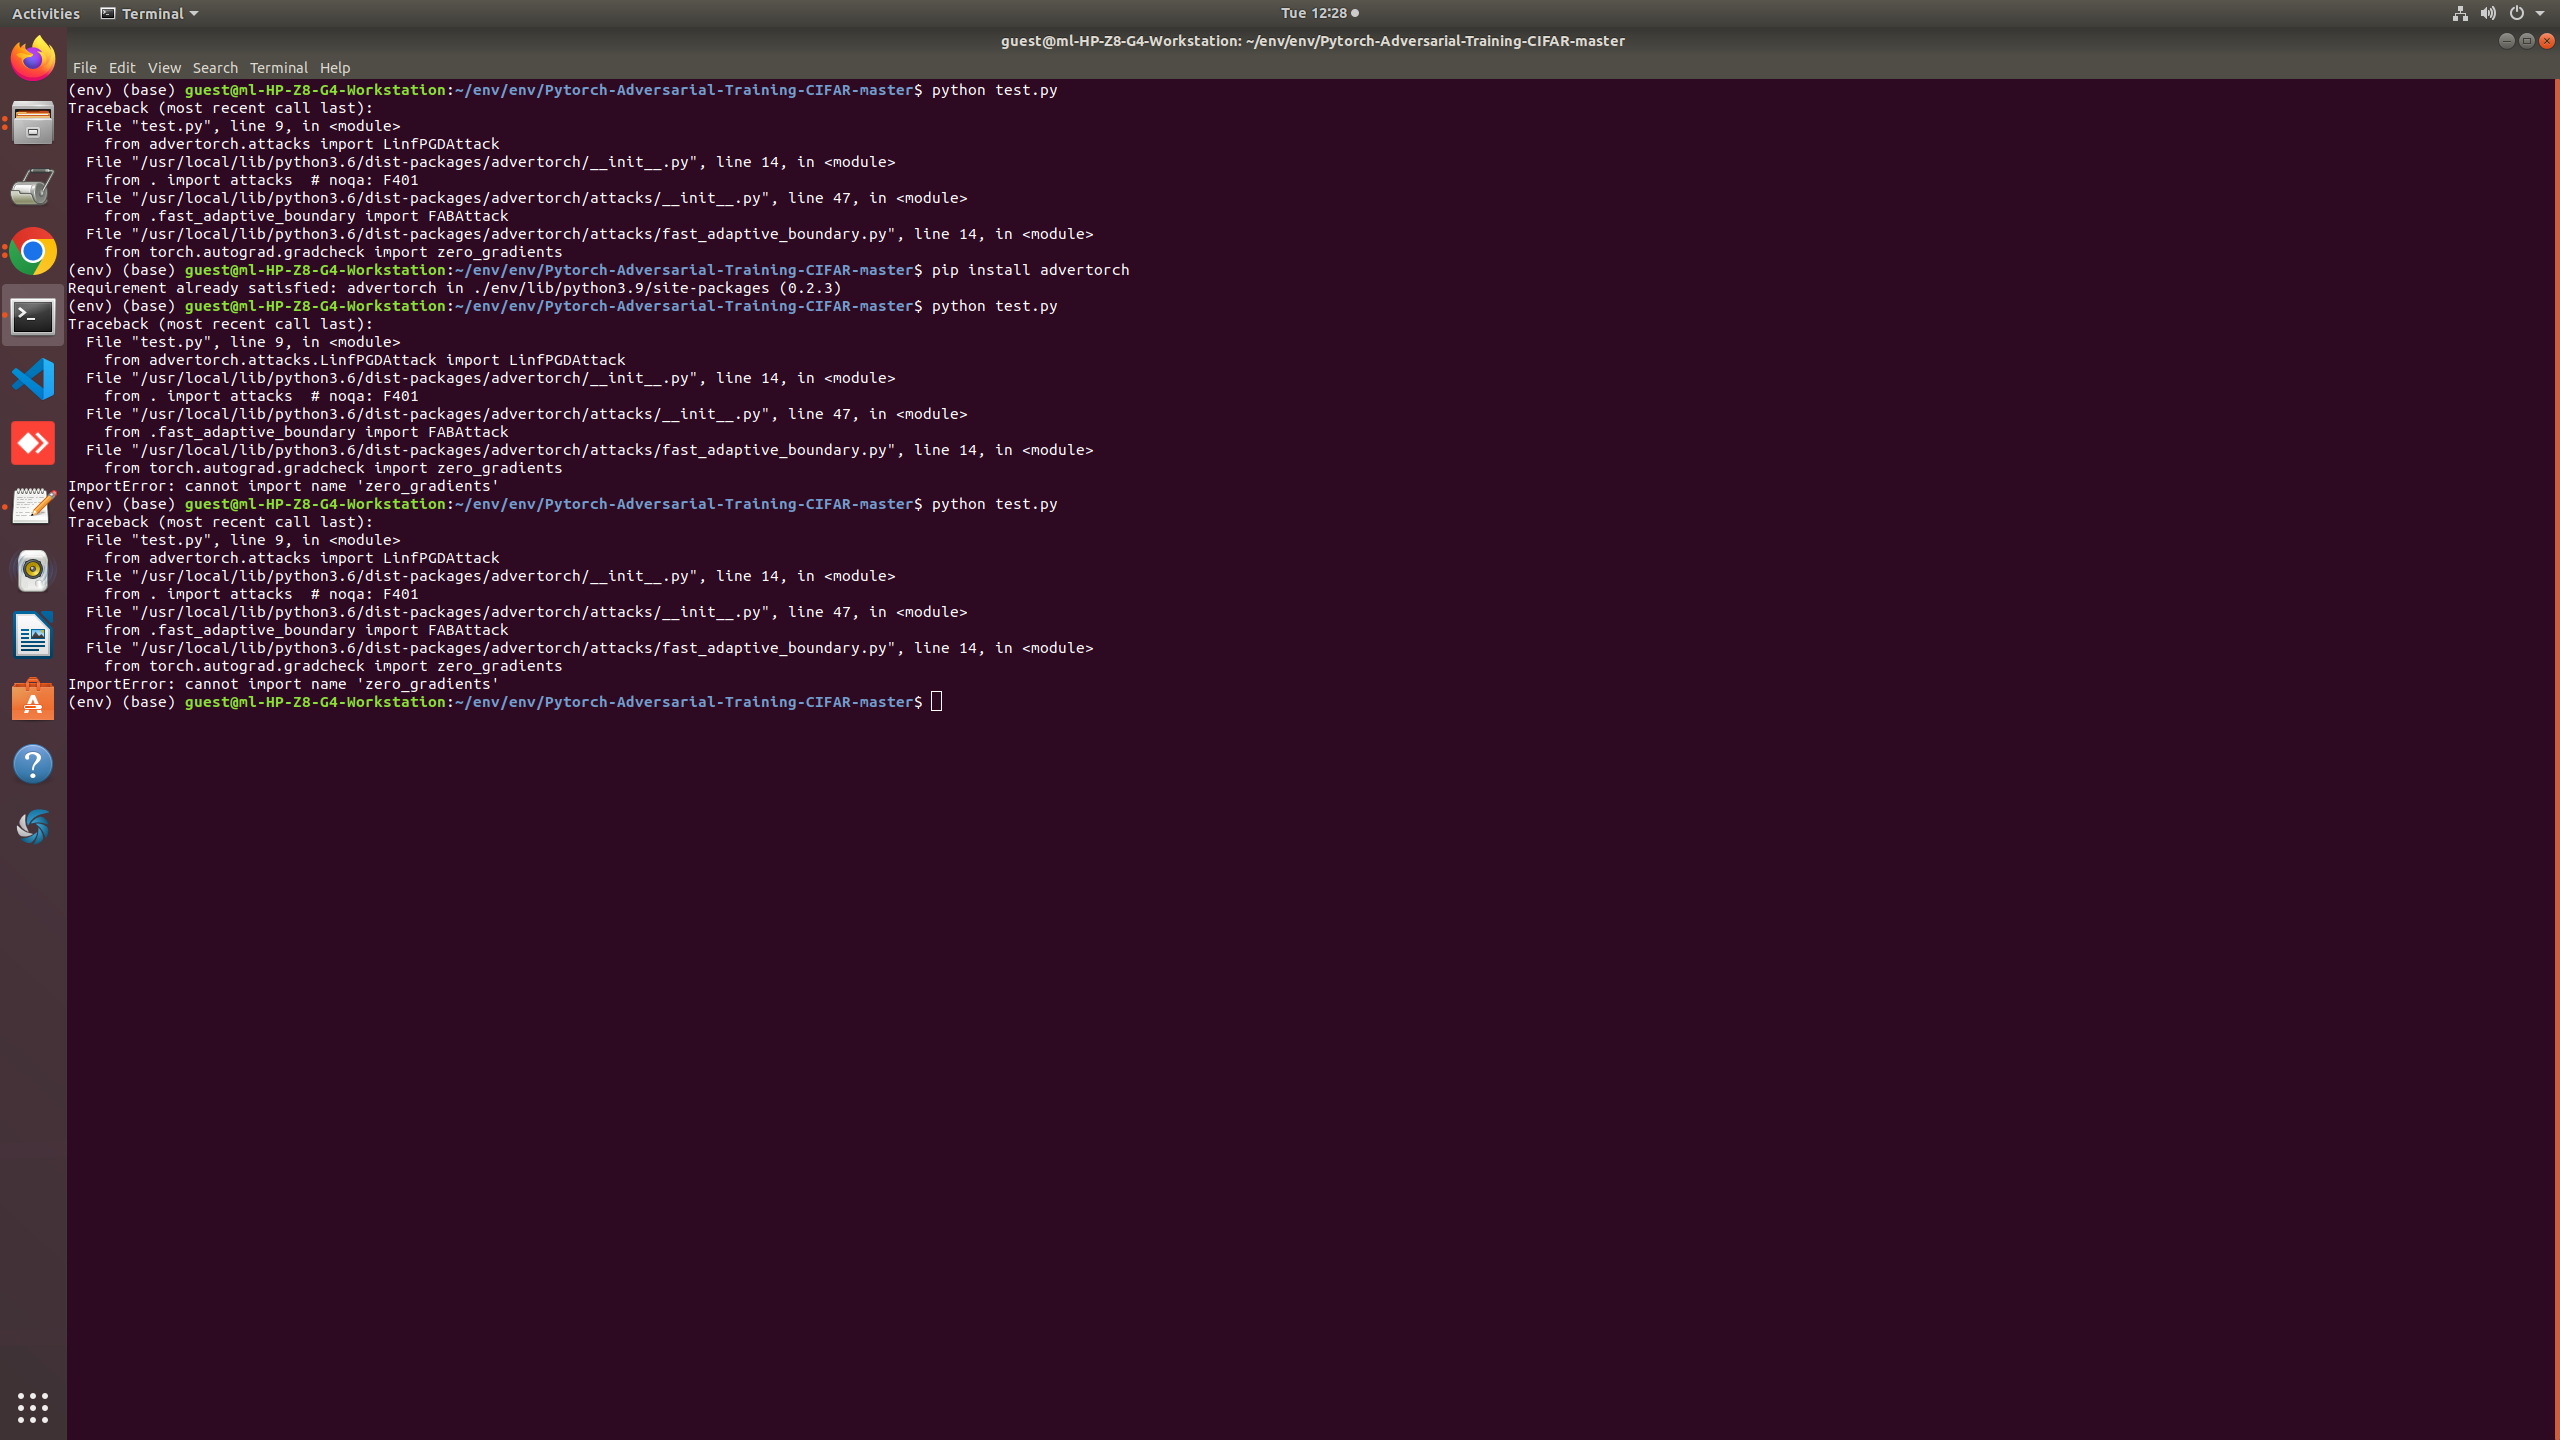 Activities
Terminal
Tue 12:28
guest@ml-HP-Z8-G4-Workstation: ~/env/env/Pytorch-Adversarial-Training-CIFAR-master
File Edit View Search Terminal Help
(env) (base) guest@ml-HP-Z8-G4-Workstation:~/env/env/Pytorch-Adversarial-Training-CIFAR-master$ python test.py
Traceback (most recent call last):
  File "test.py", line 9, in <module>
    from advertorch.attacks import LinfPGDAttack
  File "/usr/local/lib/python3.6/dist-packages/advertorch/__init__.py", line 14, in <module>
    from . import attacks  # noqa: F401
  File "/usr/local/lib/python3.6/dist-packages/advertorch/attacks/__init__.py", line 47, in <module>
    from .fast_adaptive_boundary import FABAttack
  File "/usr/local/lib/python3.6/dist-packages/advertorch/attacks/fast_adaptive_boundary.py", line 14, in <module>
    from torch.autograd.gradcheck import zero_gradients
(env) (base) guest@ml-HP-Z8-G4-Workstation:~/env/env/Pytorch-Adversarial-Training-CIFAR-master$ pip install advertorch
Requirement already satisfied: advertorch in ./env/lib/python3.9/site-packages (0.2.3)
(env) (base) guest@ml-HP-Z8-G4-Workstation:~/env/env/Pytorch-Adversarial-Training-CIFAR-master$ python test.py
Traceback (most recent call last):
  File "test.py", line 9, in <module>
    from advertorch.attacks.LinfPGDAttack import LinfPGDAttack
  File "/usr/local/lib/python3.6/dist-packages/advertorch/__init__.py", line 14, in <module>
    from . import attacks  # noqa: F401
  File "/usr/local/lib/python3.6/dist-packages/advertorch/attacks/__init__.py", line 47, in <module>
    from .fast_adaptive_boundary import FABAttack
  File "/usr/local/lib/python3.6/dist-packages/advertorch/attacks/fast_adaptive_boundary.py", line 14, in <module>
    from torch.autograd.gradcheck import zero_gradients
ImportError: cannot import name 'zero_gradients'
(env) (base) guest@ml-HP-Z8-G4-Workstation:~/env/env/Pytorch-Adversarial-Training-CIFAR-master$ python test.py
Traceback (most recent call last):
  File "test.py", line 9, in <module>
    from advertorch.attacks import LinfPGDAttack
  File "/usr/local/lib/python3.6/dist-packages/advertorch/__init__.py", line 14, in <module>
    from . import attacks  # noqa: F401
  File "/usr/local/lib/python3.6/dist-packages/advertorch/attacks/__init__.py", line 47, in <module>
    from .fast_adaptive_boundary import FABAttack
  File "/usr/local/lib/python3.6/dist-packages/advertorch/attacks/fast_adaptive_boundary.py", line 14, in <module>
    from torch.autograd.gradcheck import zero_gradients
ImportError: cannot import name 'zero_gradients'
(env) (base) guest@ml-HP-Z8-G4-Workstation:~/env/env/Pytorch-Adversarial-Training-CIFAR-master$